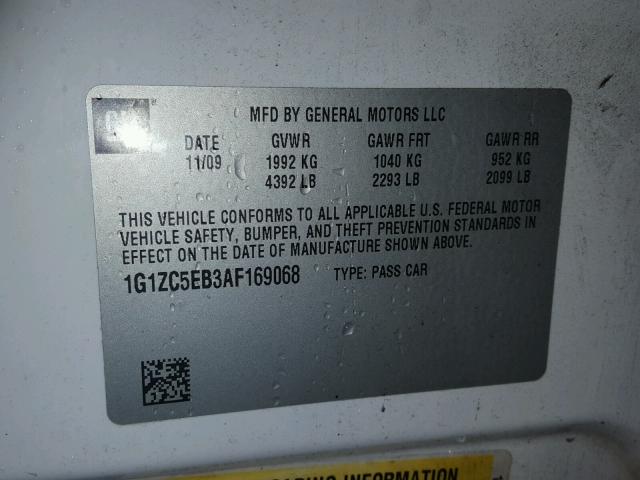 GM
MFD BY GENERAL MOTORS LLC
DATE GVWR GAWR FRT GAWR RR
11/09 1992 KG 1040 KG 952 KG
4392 LB 2293 LB 2099 LB
THIS VEHICLE CONFORMS TO ALL APPLICABLE U.S. FEDERAL MOTOR
VEHICLE SAFETY, BUMPER, AND THEFT PREVENTION STANDARDS IN
EFFECT ON THE DATE OF MANUFACTURE SHOWN ABOVE.
1G1ZC5EB3AF169068 TYPE: PASS CAR
INFORMATION